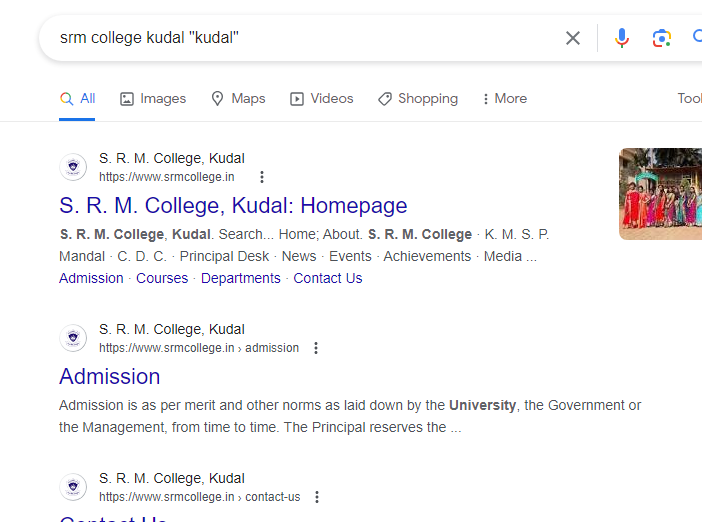 srm college kudal "kudal"
All Images Maps Videos Shopping More
S. R. M. College, Kudal
https://www.srmcollege.in
S. R. M. College, Kudal: Homepage
S. R. M. College, Kudal. Search... Home; About. S. R. M. College · K. M. S. P.
Mandal · C. D. C. · Principal Desk · News · Events · Achievements · Media ...
Admission · Courses · Departments · Contact Us
S. R. M. College, Kudal
https://www.srmcollege.in › admission
Admission
Admission is as per merit and other norms as laid down by the University, the Government or
the Management, from time to time. The Principal reserves the ...
S. R. M. College, Kudal
https://www.srmcollege.in › contact-us
Contact Us